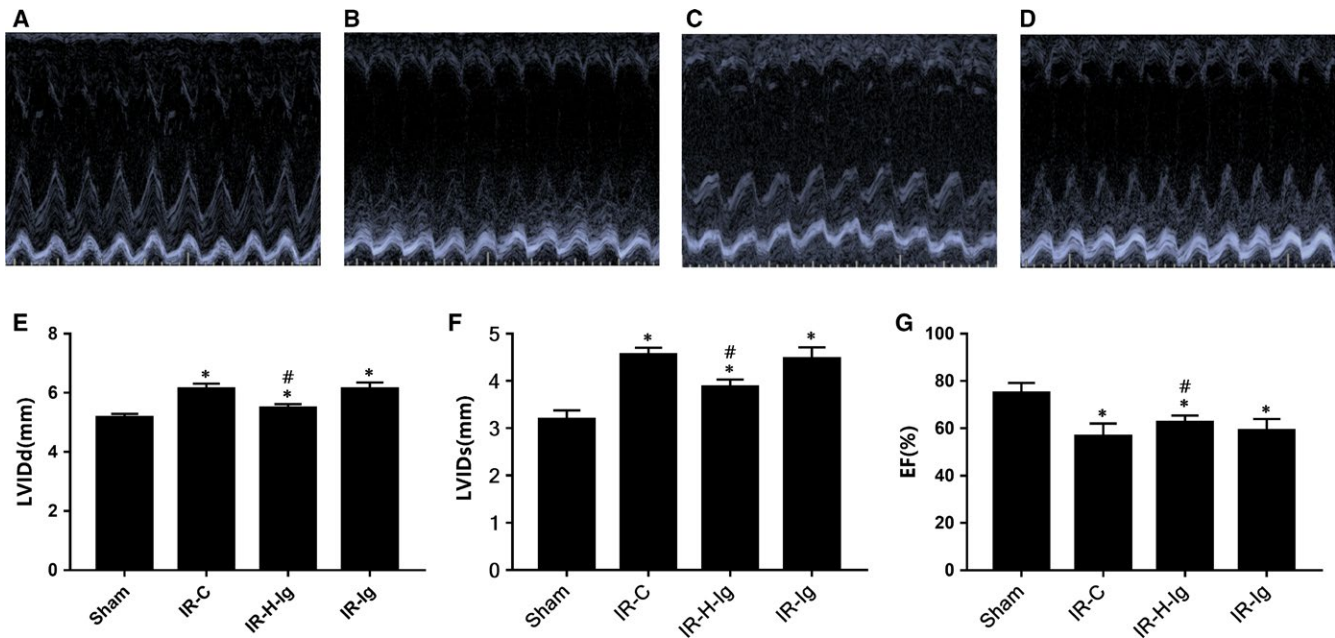 A
B
C
D
E
LVIDd(mm)
8
6
4
2
0
*
#
*
*
Sham
IR-C
IR-H-Ig
IR-Ig
F
LVIDs(mm)
5
4
3
2
1
0
*
#
*
*
Sham
IR-C
IR-H-Ig
IR-Ig
G
EF(%)
100
80
60
40
20
0
*
#
*
*
Sham
IR-C
IR-H-Ig
IR-Ig